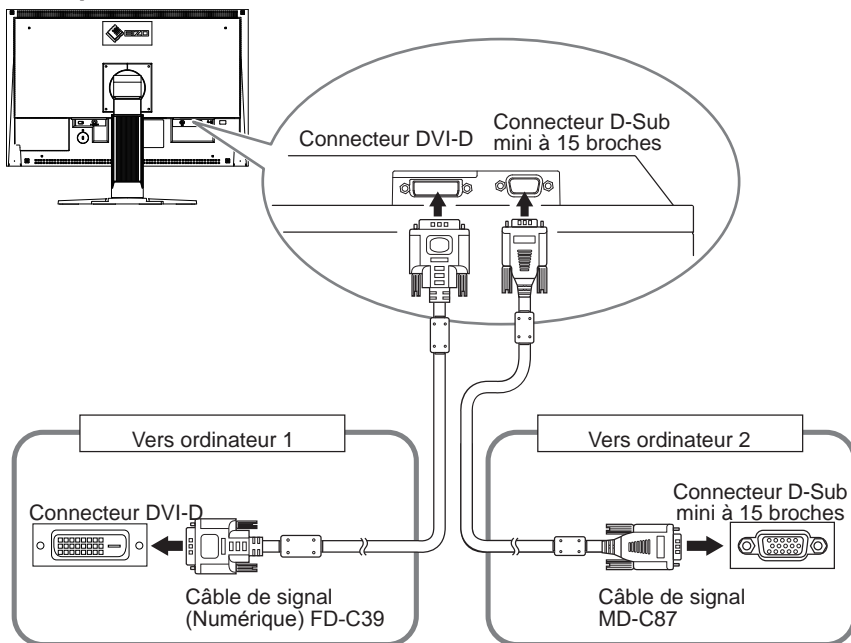 EIZO
Connecteur DVI-D
Connecteur D-Sub
mini à 15 broches
Vers ordinateur 1
Vers ordinateur 2
Connecteur DVI-D
Connecteur D-Sub
mini à 15 broches
Câble de signal
(Numérique) FD-C39
Câble de signal
MD-C87